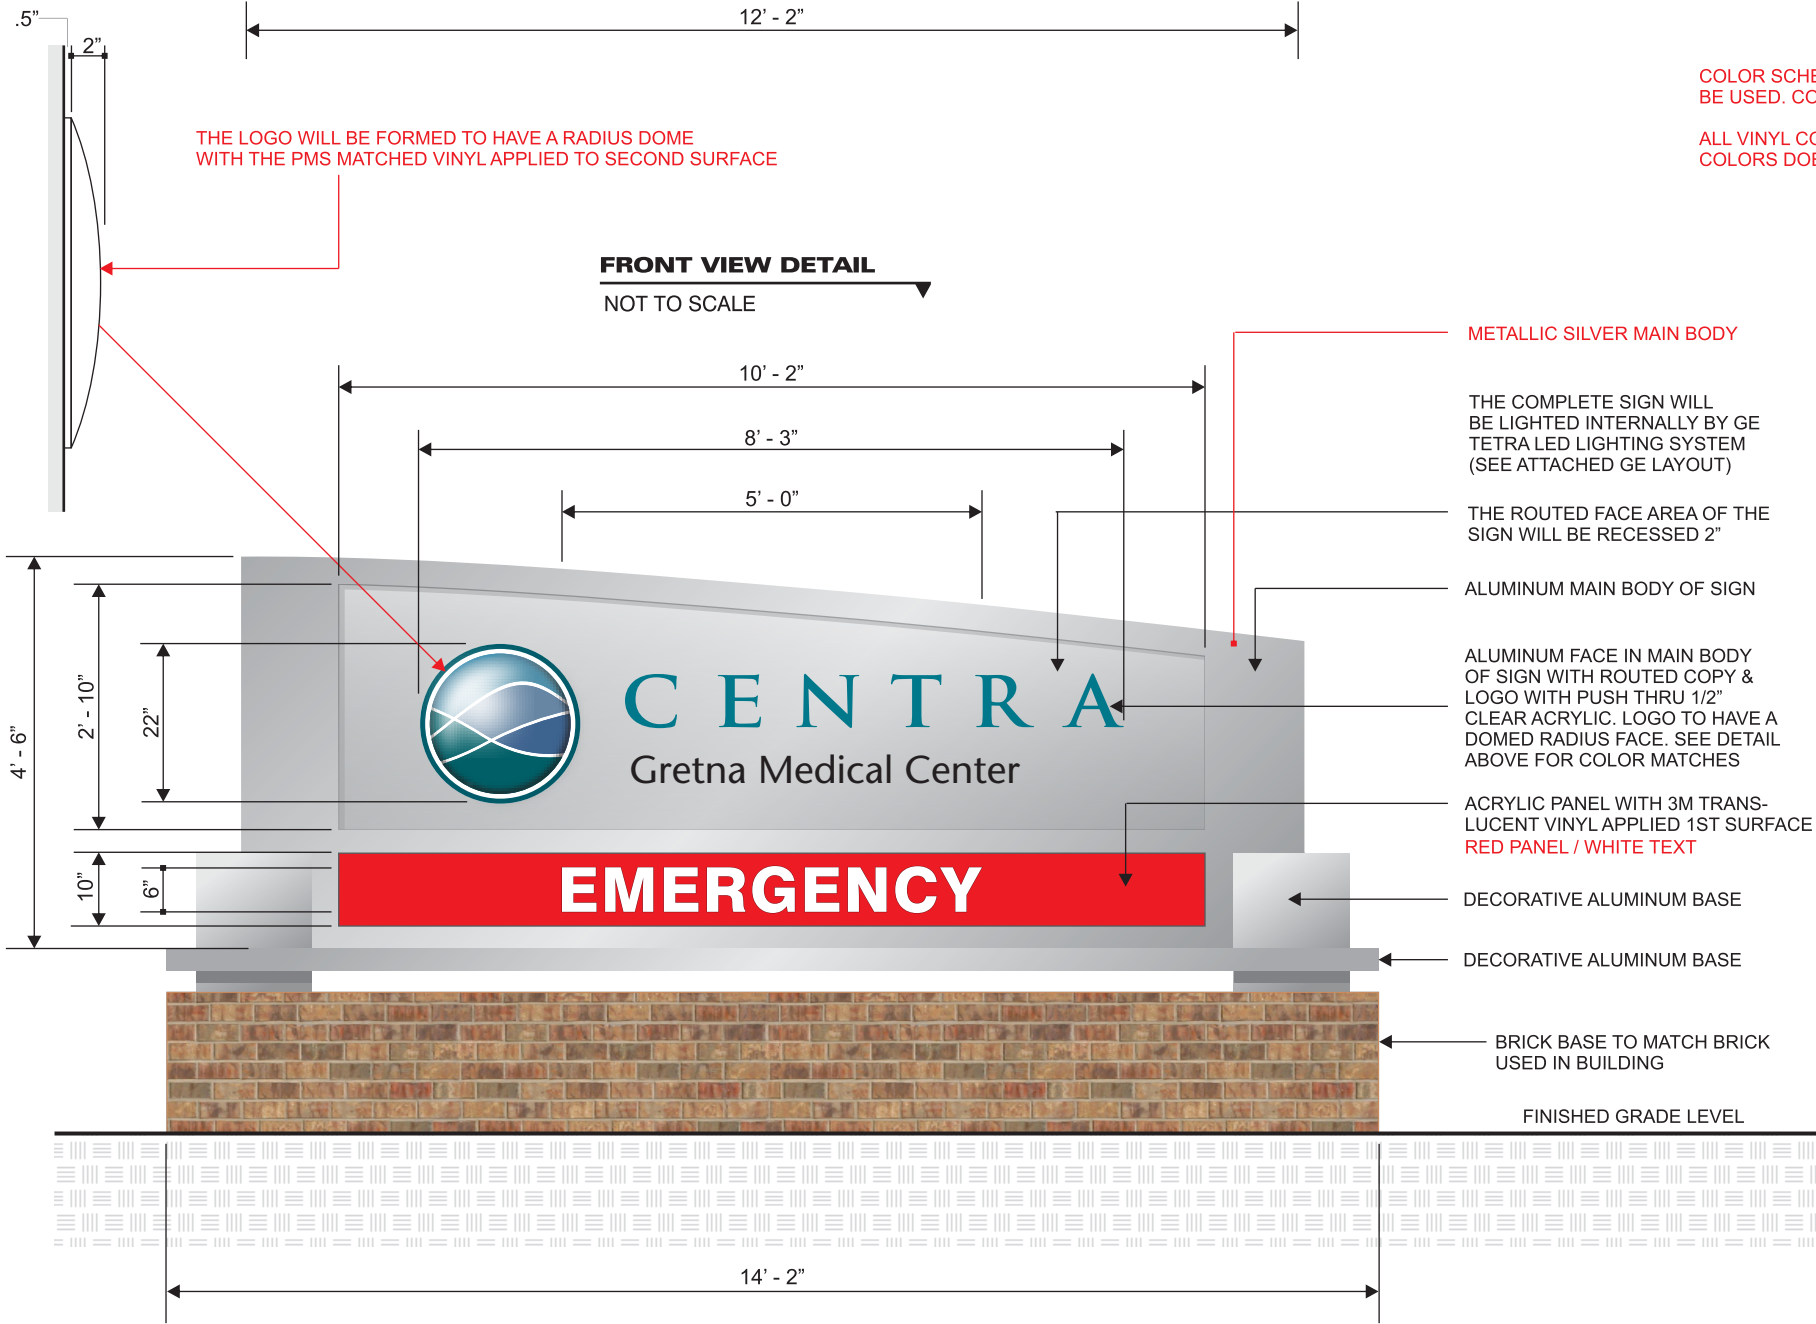 .5”
2”
12’ - 2”
COLOR SCHE
BE USED. CO
ALL VINYL CO
COLORS DOE
THE LOGO WILL BE FORMED TO HAVE A RADIUS DOME
WITH THE PMS MATCHED VINYL APPLIED TO SECOND SURFACE
FRONT VIEW DETAIL
NOT TO SCALE
METALLIC SILVER MAIN BODY
10’ - 2”
THE COMPLETE SIGN WILL
BE LIGHTED INTERNALLY BY GE
TETRA LED LIGHTING SYSTEM
(SEE ATTACHED GE LAYOUT)
8’ - 3”
5’ - 0”
THE ROUTED FACE AREA OF THE
SIGN WILL BE RECESSED 2”
ALUMINUM MAIN BODY OF SIGN
ALUMINUM FACE IN MAIN BODY
OF SIGN WITH ROUTED COPY &
LOGO WITH PUSH THRU 1/2”
CLEAR ACRYLIC. LOGO TO HAVE A
DOMED RADIUS FACE. SEE DETAIL
ABOVE FOR COLOR MATCHES
4’ - 6”
2’ - 10”
22”
CENTRA
Gretna Medical Center
ACRYLIC PANEL WITH 3M TRANS-
LUCENT VINYL APPLIED 1ST SURFACE
RED PANEL / WHITE TEXT
10”
6”
EMERGENCY
DECORATIVE ALUMINUM BASE
DECORATIVE ALUMINUM BASE
BRICK BASE TO MATCH BRICK
USED IN BUILDING
FINISHED GRADE LEVEL
14’ - 2”